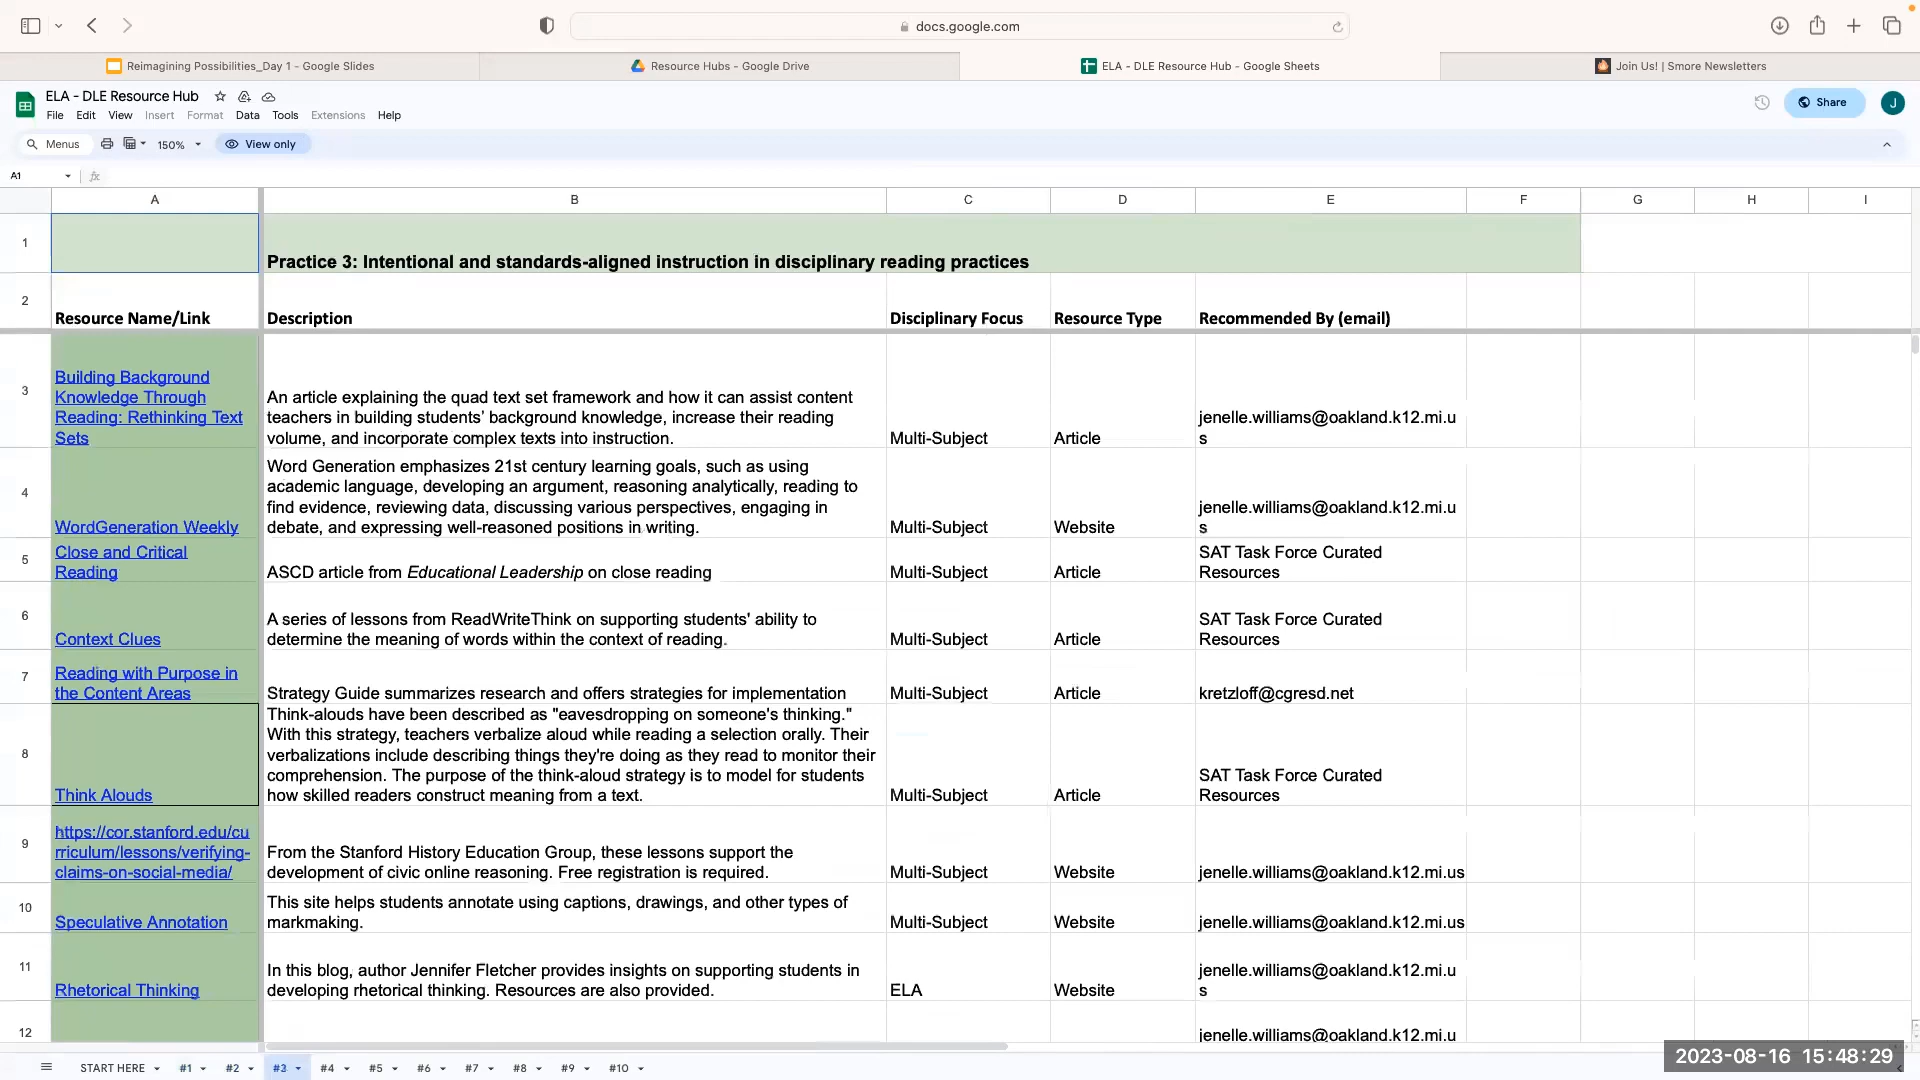 docs.google.com
Reimagining Possibilities_Day 1 - Google Slides
Resource Hubs - Google Drive
ELA - DLE Resource Hub - Google Sheets
Join Us! | Smore Newsletters
ELA - DLE Resource Hub
Share
J
File Edit View Insert Format Data Tools Extensions Help
Menus 150% View only
A1 fx
A B C D E F G H I
1
Practice 3: Intentional and standards-aligned instruction in disciplinary reading practices
2
Resource Name/Link Description Disciplinary Focus Resource Type Recommended By (email)
3
Building Background
Knowledge Through
Reading: Rethinking Text
Sets
An article explaining the quad text set framework and how it can assist content
teachers in building students’ background knowledge, increase their reading
volume, and incorporate complex texts into instruction.
Multi-Subject
Article
jenelle.williams@oakland.k12.mi.u
s
4
WordGeneration Weekly
Word Generation emphasizes 21st century learning goals, such as using
academic language, developing an argument, reasoning analytically, reading to
find evidence, reviewing data, discussing various perspectives, engaging in
debate, and expressing well-reasoned positions in writing.
Multi-Subject
Website
jenelle.williams@oakland.k12.mi.u
s
5
Close and Critical
Reading
ASCD article from Educational Leadership on close reading
Multi-Subject
Article
SAT Task Force Curated
Resources
6
Context Clues
A series of lessons from ReadWriteThink on supporting students' ability to
determine the meaning of words within the context of reading.
Multi-Subject
Article
SAT Task Force Curated
Resources
7
Reading with Purpose in
the Content Areas
Strategy Guide summarizes research and offers strategies for implementation
Multi-Subject
Article
kretzloff@cgresd.net
8
Think Alouds
Think-alouds have been described as "eavesdropping on someone's thinking."
With this strategy, teachers verbalize aloud while reading a selection orally. Their
verbalizations include describing things they're doing as they read to monitor their
comprehension. The purpose of the think-aloud strategy is to model for students
how skilled readers construct meaning from a text.
Multi-Subject
Article
SAT Task Force Curated
Resources
9
https://cor.stanford.edu/cu
rriculum/lessons/verifying-
claims-on-social-media/
From the Stanford History Education Group, these lessons support the
development of civic online reasoning. Free registration is required.
Multi-Subject
Website
jenelle.williams@oakland.k12.mi.us
10
Speculative Annotation
This site helps students annotate using captions, drawings, and other types of
markmaking.
Multi-Subject
Website
jenelle.williams@oakland.k12.mi.us
11
Rhetorical Thinking
In this blog, author Jennifer Fletcher provides insights on supporting students in
developing rhetorical thinking. Resources are also provided.
ELA
Website
jenelle.williams@oakland.k12.mi.u
s
12
jenelle.williams@oakland.k12.mi.u
START HERE #1 #2 #3 #4 #5 #6 #7 #8 #9 #10
2023-08-16 15:48:29